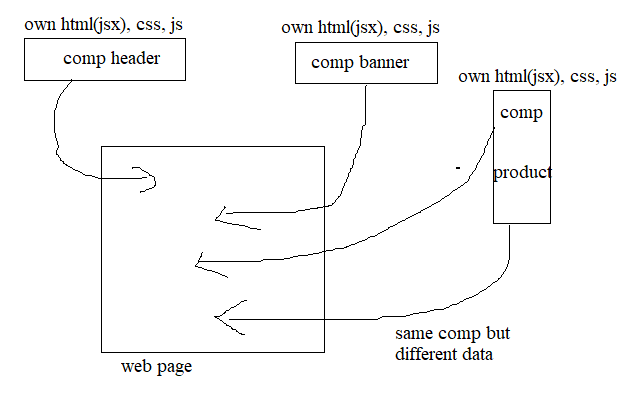 own html(jsx), css, js
comp header
own html(jsx), css, js
comp banner
own html(jsx), css, js
comp
product
same comp but
different data
web page